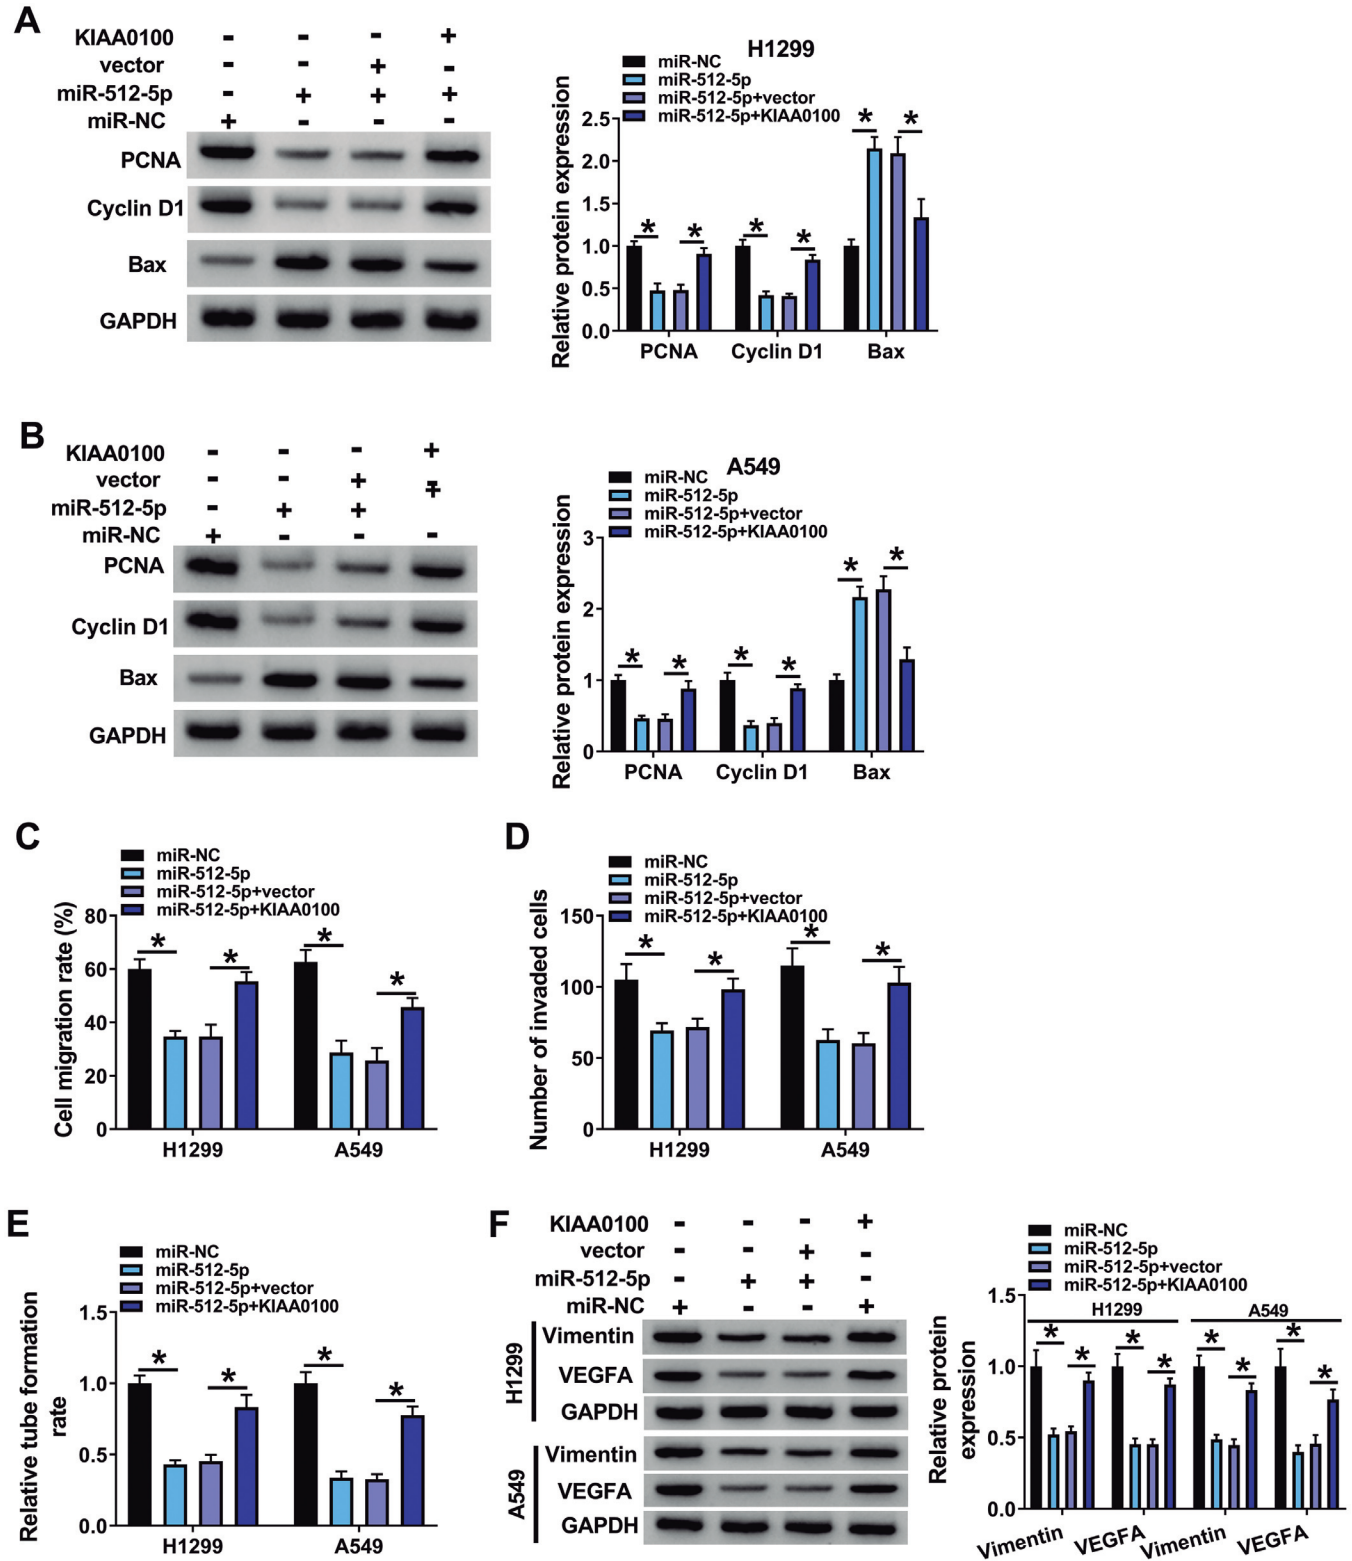 A
KIAA0100 - - - +
vector - - + -
miR-512-5p - + + +
miR-NC + - - -
PCNA
Cyclin D1
Bax
GAPDH
H1299
miR-NC
miR-512-5p
miR-512-5p+vector
miR-512-5p+KIAA0100
Relative protein expression
2.5
2.0
1.5
1.0
0.5
0.0
* * * * * *
PCNA Cyclin D1 Bax
B
KIAA0100 - - - +
vector - - + -
miR-512-5p - + + +
miR-NC + - - -
PCNA
Cyclin D1
Bax
GAPDH
A549
miR-NC
miR-512-5p
miR-512-5p+vector
miR-512-5p+KIAA0100
Relative protein expression
3
2
1
0
* * * * * *
PCNA Cyclin D1 Bax
C
miR-NC
miR-512-5p
miR-512-5p+vector
miR-512-5p+KIAA0100
Cell migration rate (%)
80
60
40
20
0
* * * *
H1299 A549
D
miR-NC
miR-512-5p
miR-512-5p+vector
miR-512-5p+KIAA0100
Number of invaded cells
150
100
50
0
* * * *
H1299 A549
E
miR-NC
miR-512-5p
miR-512-5p+vector
miR-512-5p+KIAA0100
Relative tube formation
rate
1.5
1.0
0.5
0.0
* * * *
H1299 A549
F
KIAA0100 - - - +
vector - - + -
miR-512-5p - + + -
miR-NC + - - +
H1299
Vimentin
VEGFA
GAPDH
A549
Vimentin
VEGFA
GAPDH
miR-NC
miR-512-5p
miR-512-5p+vector
miR-512-5p+KIAA0100
Relative protein
expression
1.5
1.0
0.5
0.0
H1299 A549
* * * * * * * *
Vimentin VEGFA Vimentin VEGFA